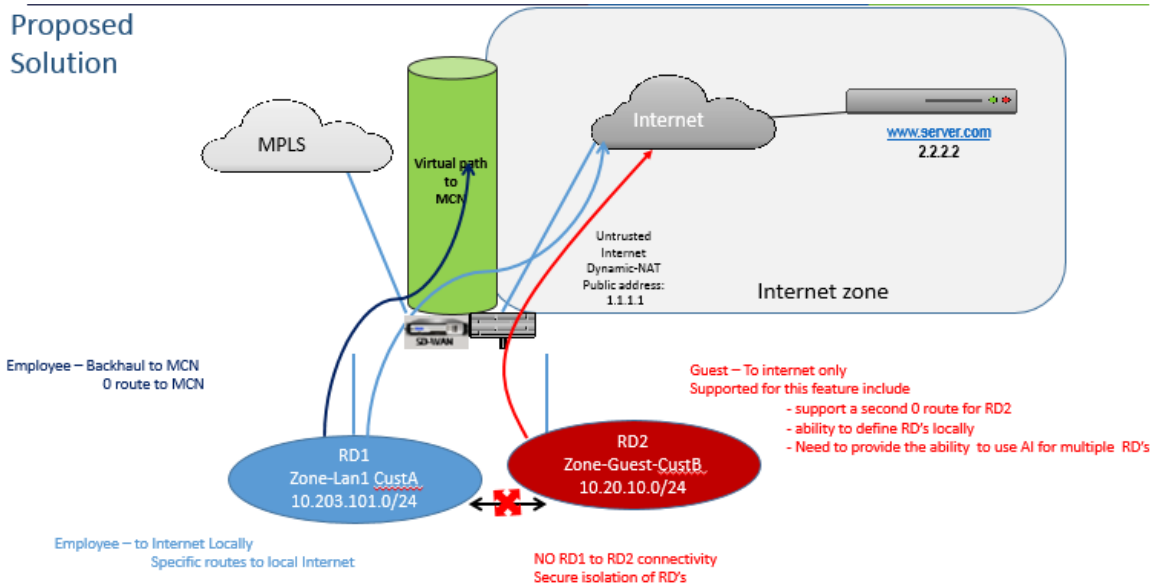 Proposed
Solution
MPLS
Virtual path
to
MCN
Internet
www.server.com
2.2.2.2
Untrusted
Internet
Dynamic-NAT
Public address:
1.1.1.1
Internet zone
SD-WAN
Employee – Backhaul to MCN
0 route to MCN
Guest – To internet only
Supported for this feature include
- support a second 0 route for RD2
- ability to define RD's locally
- Need to provide the ability to use AI for multiple RD's
RD1
Zone-Lan1 CustA
10.203.101.0/24
RD2
Zone-Guest-CustB
10.20.10.0/24
Employee – to Internet Locally
Specific routes to local Internet
NO RD1 to RD2 connectivity
Secure isolation of RD's